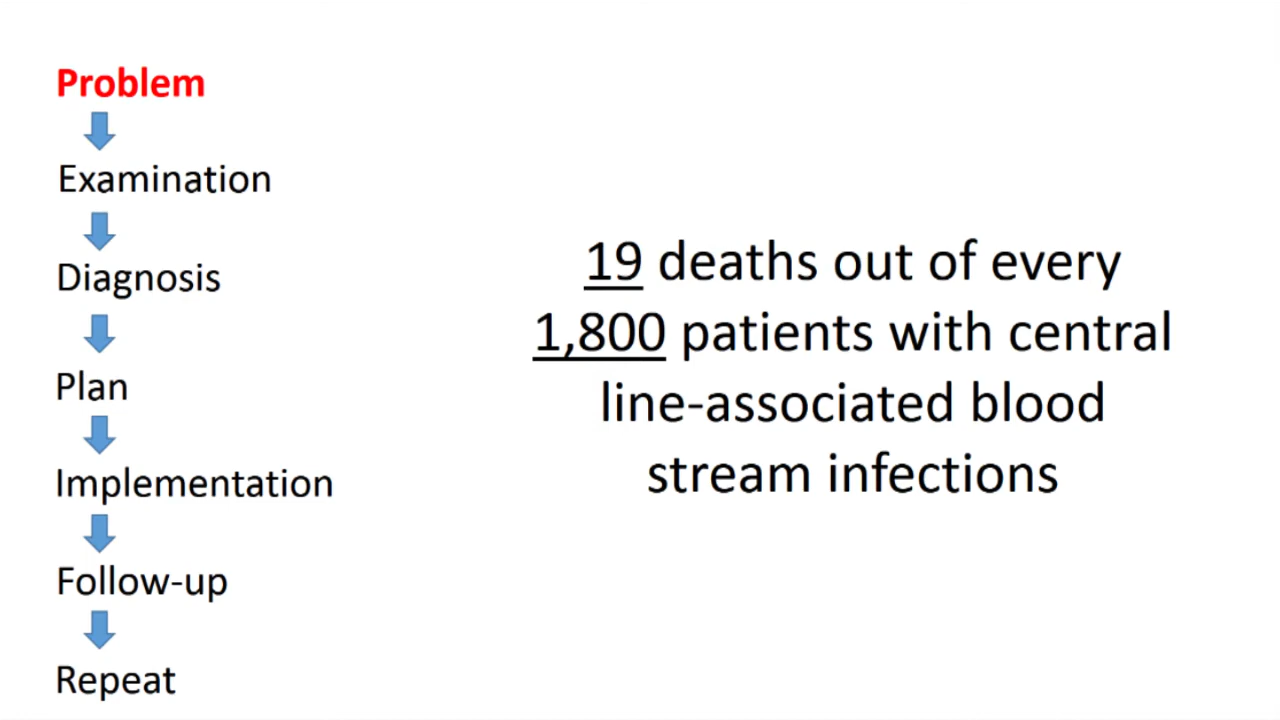 Problem
Examination
Diagnosis
Plan
Implementation
Follow-up
Repeat
19 deaths out of every
1,800 patients with central
line-associated blood
stream infections